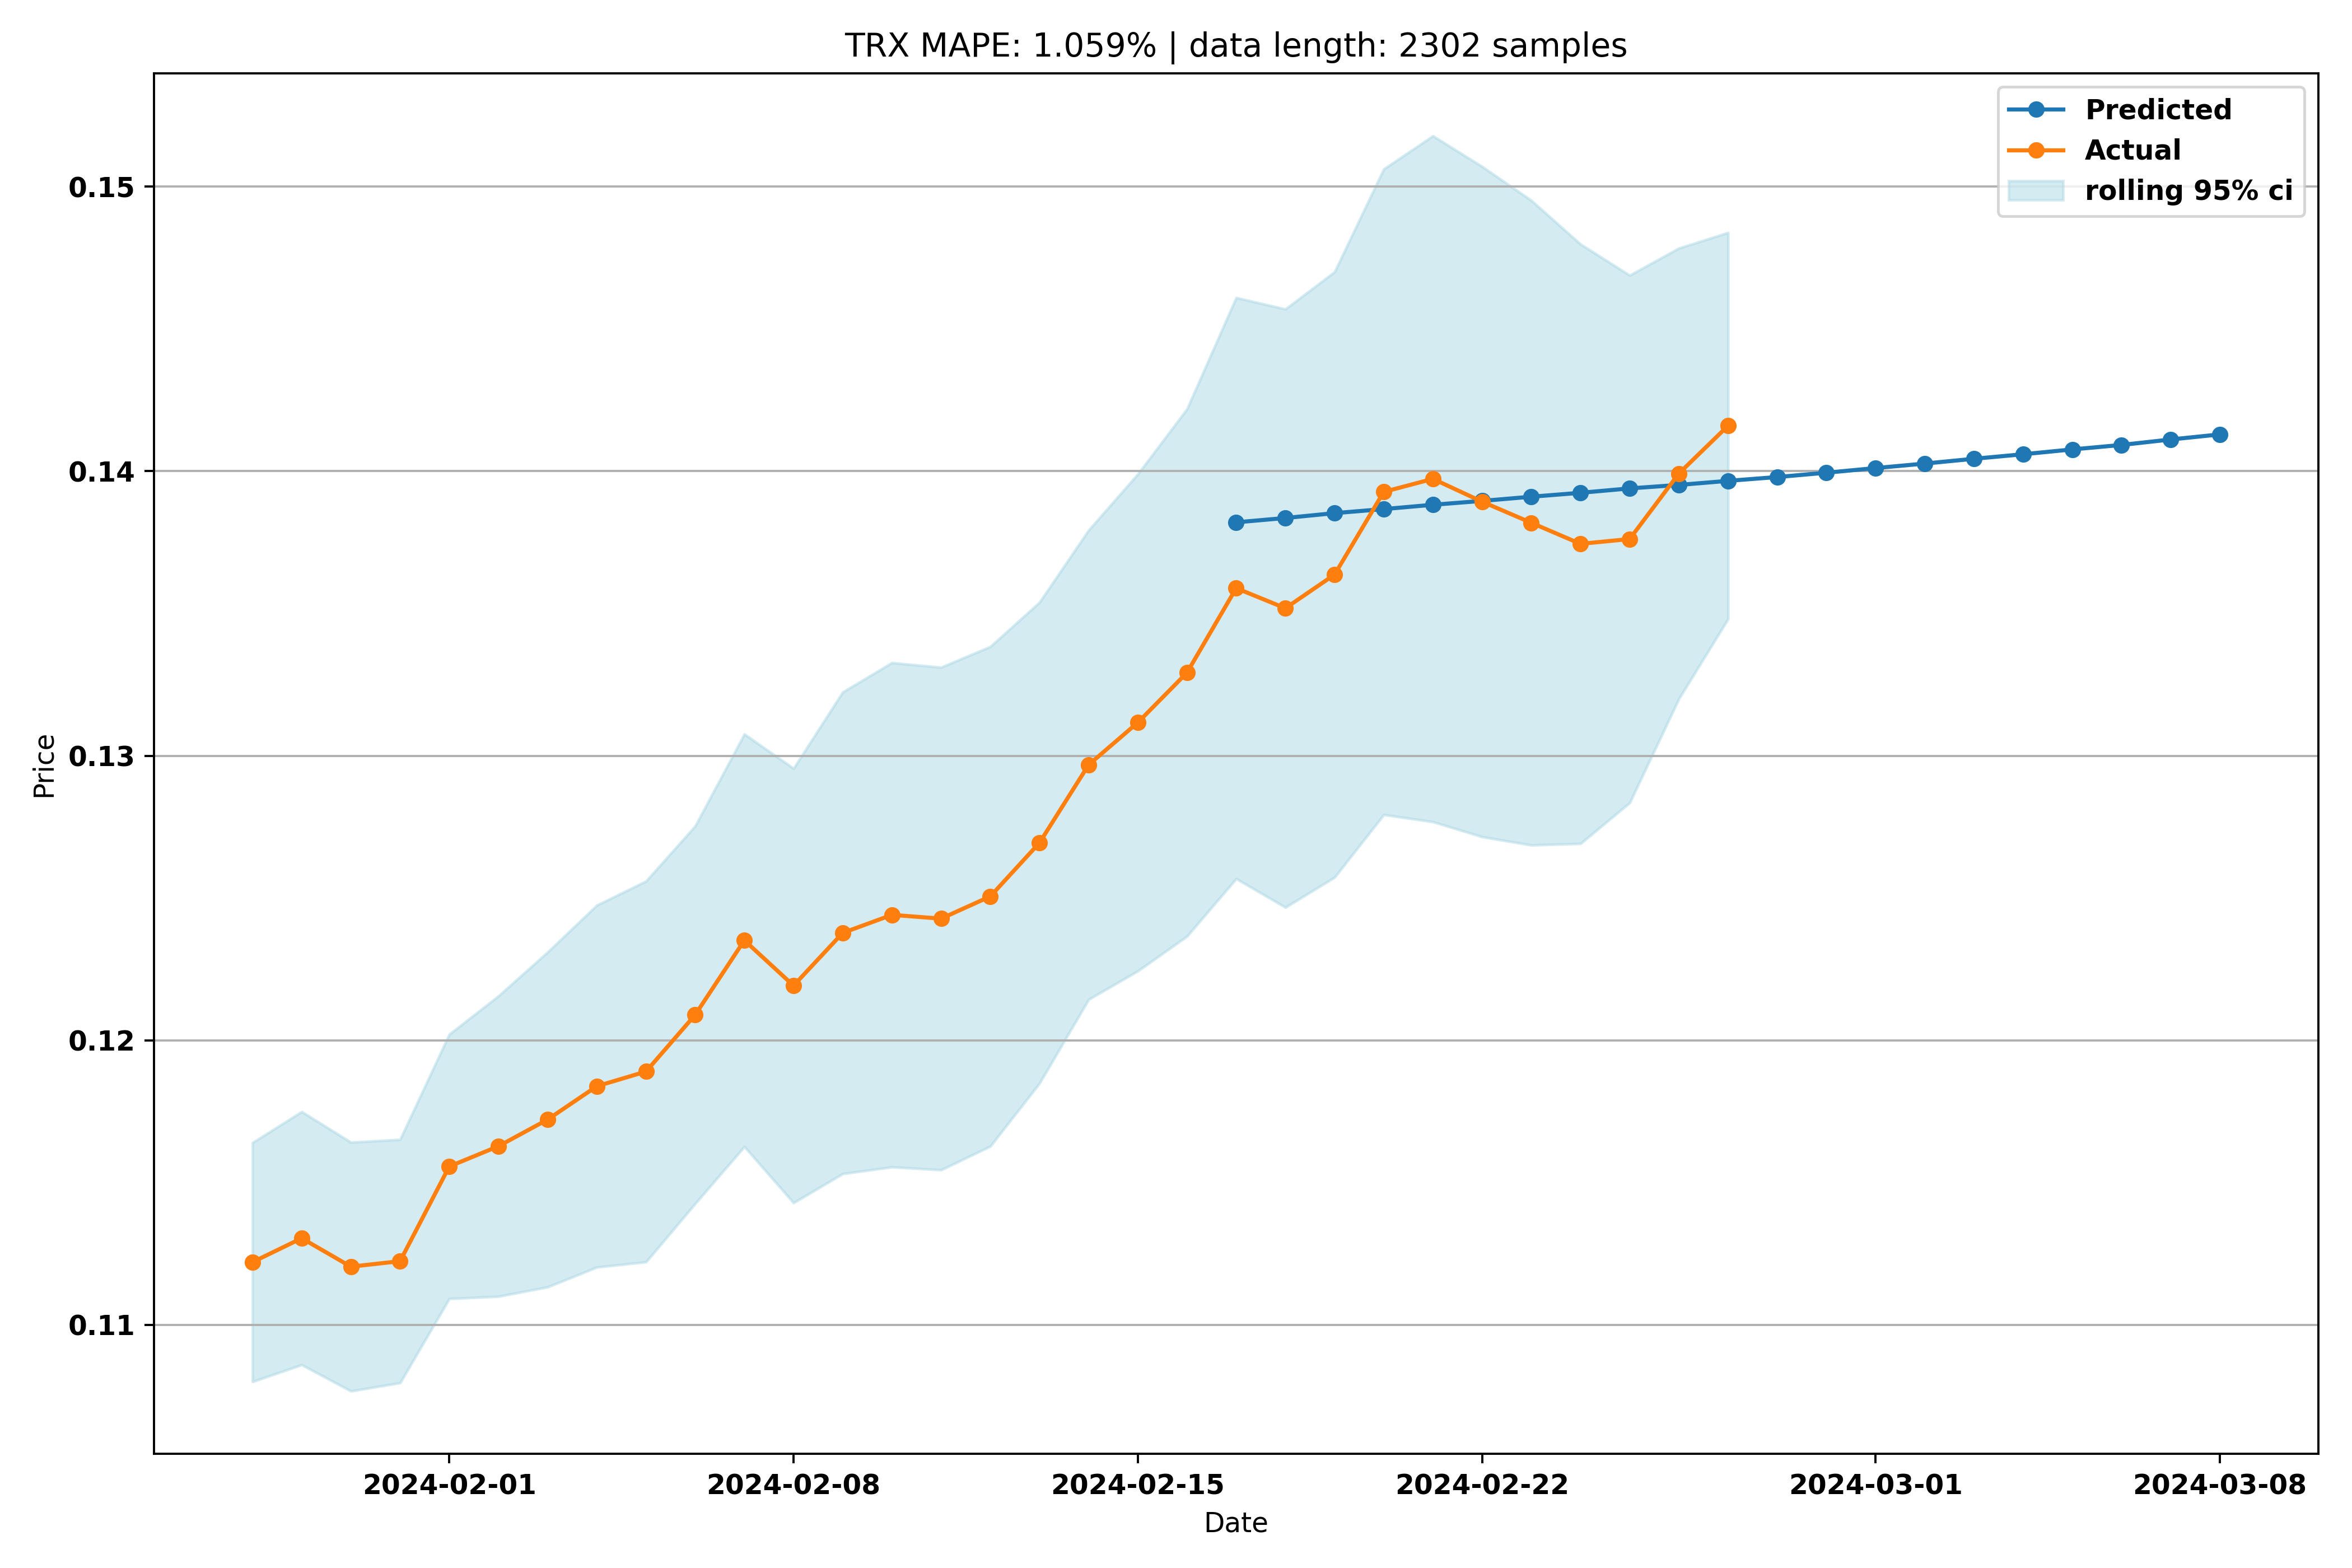 TRX MAPE: 1.059% | data length: 2302 samples
Predicted
Actual
rolling 95% ci
0.15
0.14
0.13
0.12
0.11
Price
2024-02-01
2024-02-08
2024-02-15
2024-02-22
2024-03-01
2024-03-08
Date